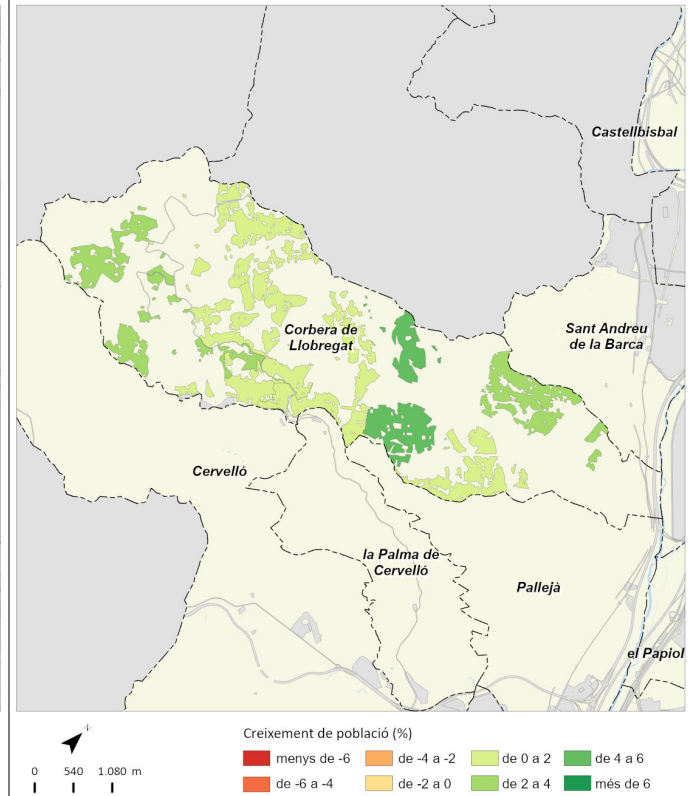 Castellbisbal
Sant Andreu
de la Barca
Corbera de
Llobregat
Cervelló
la Palma de
Cervelló
Pallejà
el Papiol
N
0 540 1.080 m
Creixement de població (%)
menys de -6 de -4 a -2 de 0 a 2 de 4 a 6
de -6 a -4 de -2 a 0 de 2 a 4 més de 6